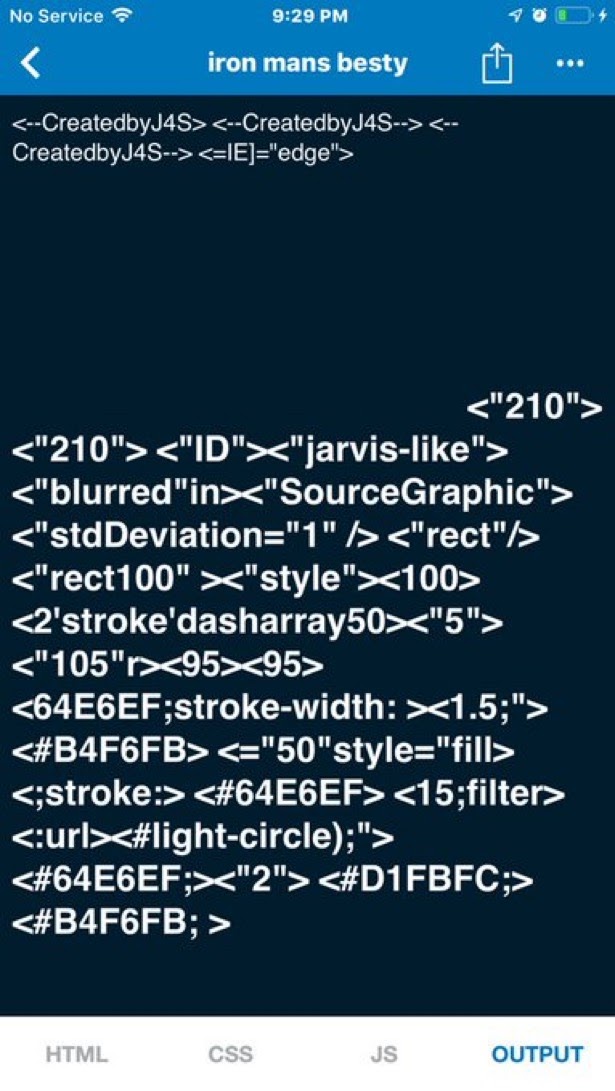 No Service 9:29 PM
iron mans besty
<--CreatedbyJ4S> <--CreatedbyJ4S--> <--
CreatedbyJ4S--> <=IE]="edge">
<"210">
<"210"> <"ID"><"jarvis-like">
<"blurred"in><"SourceGraphic">
<"stdDeviation="1" /> <"rect"/>
<"rect100" ><"style"><100>
<2'stroke'dasharray50><"5">
<"105"r><95><95>
<64E6EF;stroke-width: ><1.5;">
<#B4F6FB> <="50"style="fill>
<;stroke:> <#64E6EF> <15;filter>
<:url><#light-circle);">
<#64E6EF;><"2"> <#D1FBFC;>
<#B4F6FB; >
HTML CSS JS OUTPUT